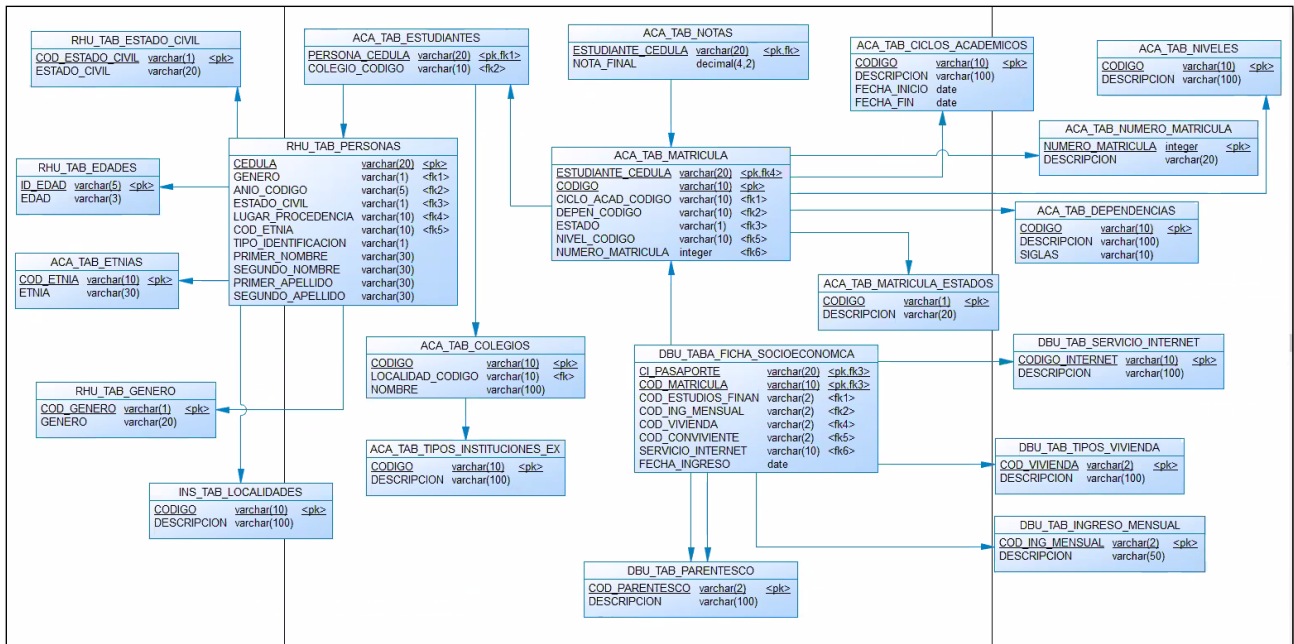 RHU_TAB_ESTADO_CIVIL
COD_ESTADO_CIVIL varchar(1) <pk>
ESTADO_CIVIL varchar(20)
ACA_TAB_ESTUDIANTES
PERSONA_CEDULA varchar(20) <pk,fk1>
COLEGIO_CODIGO varchar(10) <fk2>
ACA_TAB_NOTAS
ESTUDIANTE_CEDULA varchar(20) <pk,fk>
NOTA_FINAL decimal(4,2)
ACA_TAB_CICLOS_ACADEMICOS
CODIGO varchar(10) <pk>
DESCRIPCION varchar(100)
FECHA_INICIO date
FECHA_FIN date
ACA_TAB_NIVELES
CODIGO varchar(10) <pk>
DESCRIPCION varchar(100)
RHU_TAB_EDADES
ID_EDAD varchar(5) <pk>
EDAD varchar(3)
RHU_TAB_PERSONAS
CEDULA varchar(20) <pk>
GENERO varchar(1) <fk1>
ANIO_CODIGO varchar(5) <fk2>
ESTADO_CIVIL varchar(1) <fk3>
LUGAR_PROCEDENCIA varchar(10) <fk4>
COD_ETNIA varchar(10) <fk5>
TIPO_IDENTIFICACION varchar(1)
PRIMER_NOMBRE varchar(30)
SEGUNDO_NOMBRE varchar(30)
PRIMER_APELLIDO varchar(30)
SEGUNDO_APELLIDO varchar(30)
ACA_TAB_MATRICULA
ESTUDIANTE_CEDULA varchar(20) <pk,fk4>
CODIGO varchar(10) <pk>
CICLO_ACAD_CODIGO varchar(10) <fk1>
DEPEN_CODIGO varchar(10) <fk2>
ESTADO varchar(1) <fk3>
NIVEL_CODIGO varchar(10) <fk5>
NUMERO_MATRICULA integer <fk6>
ACA_TAB_NUMERO_MATRICULA
NUMERO_MATRICULA integer <pk>
DESCRIPCION varchar(20)
ACA_TAB_DEPENDENCIAS
CODIGO varchar(10) <pk>
DESCRIPCION varchar(100)
SIGLAS varchar(10)
ACA_TAB_ETNIAS
COD_ETNIA varchar(10) <pk>
ETNIA varchar(30)
ACA_TAB_MATRICULA_ESTADOS
CODIGO varchar(1) <pk>
DESCRIPCION varchar(20)
ACA_TAB_COLEGIOS
CODIGO varchar(10) <pk>
LOCALIDAD_CODIGO varchar(10) <fk>
NOMBRE varchar(100)
DBU_TABA_FICHA_SOCIOECONOMCA
CI_PASAPORTE varchar(20) <pk,fk3>
COD_MATRICULA varchar(10) <pk,fk3>
COD_ESTUDIOS_FINAN varchar(2) <fk1>
COD_ING_MENSUAL varchar(2) <fk2>
COD_VIVIENDA varchar(2) <fk4>
COD_CONVIVIENTE varchar(2) <fk5>
SERVICIO_INTERNET varchar(10) <fk6>
FECHA_INGRESO date
DBU_TAB_SERVICIO_INTERNET
CODIGO_INTERNET varchar(10) <pk>
DESCRIPCION varchar(100)
RHU_TAB_GENERO
COD_GENERO varchar(1) <pk>
GENERO varchar(20)
ACA_TAB_TIPOS_INSTITUCIONES_EX
CODIGO varchar(10) <pk>
DESCRIPCION varchar(100)
DBU_TAB_TIPOS_VIVIENDA
COD_VIVIENDA varchar(2) <pk>
DESCRIPCION varchar(100)
INS_TAB_LOCALIDADES
CODIGO varchar(10) <pk>
DESCRIPCION varchar(100)
DBU_TAB_INGRESO_MENSUAL
COD_ING_MENSUAL varchar(2) <pk>
DESCRIPCION varchar(50)
DBU_TAB_PARENTESCO
COD_PARENTESCO varchar(2) <pk>
DESCRIPCION varchar(100)